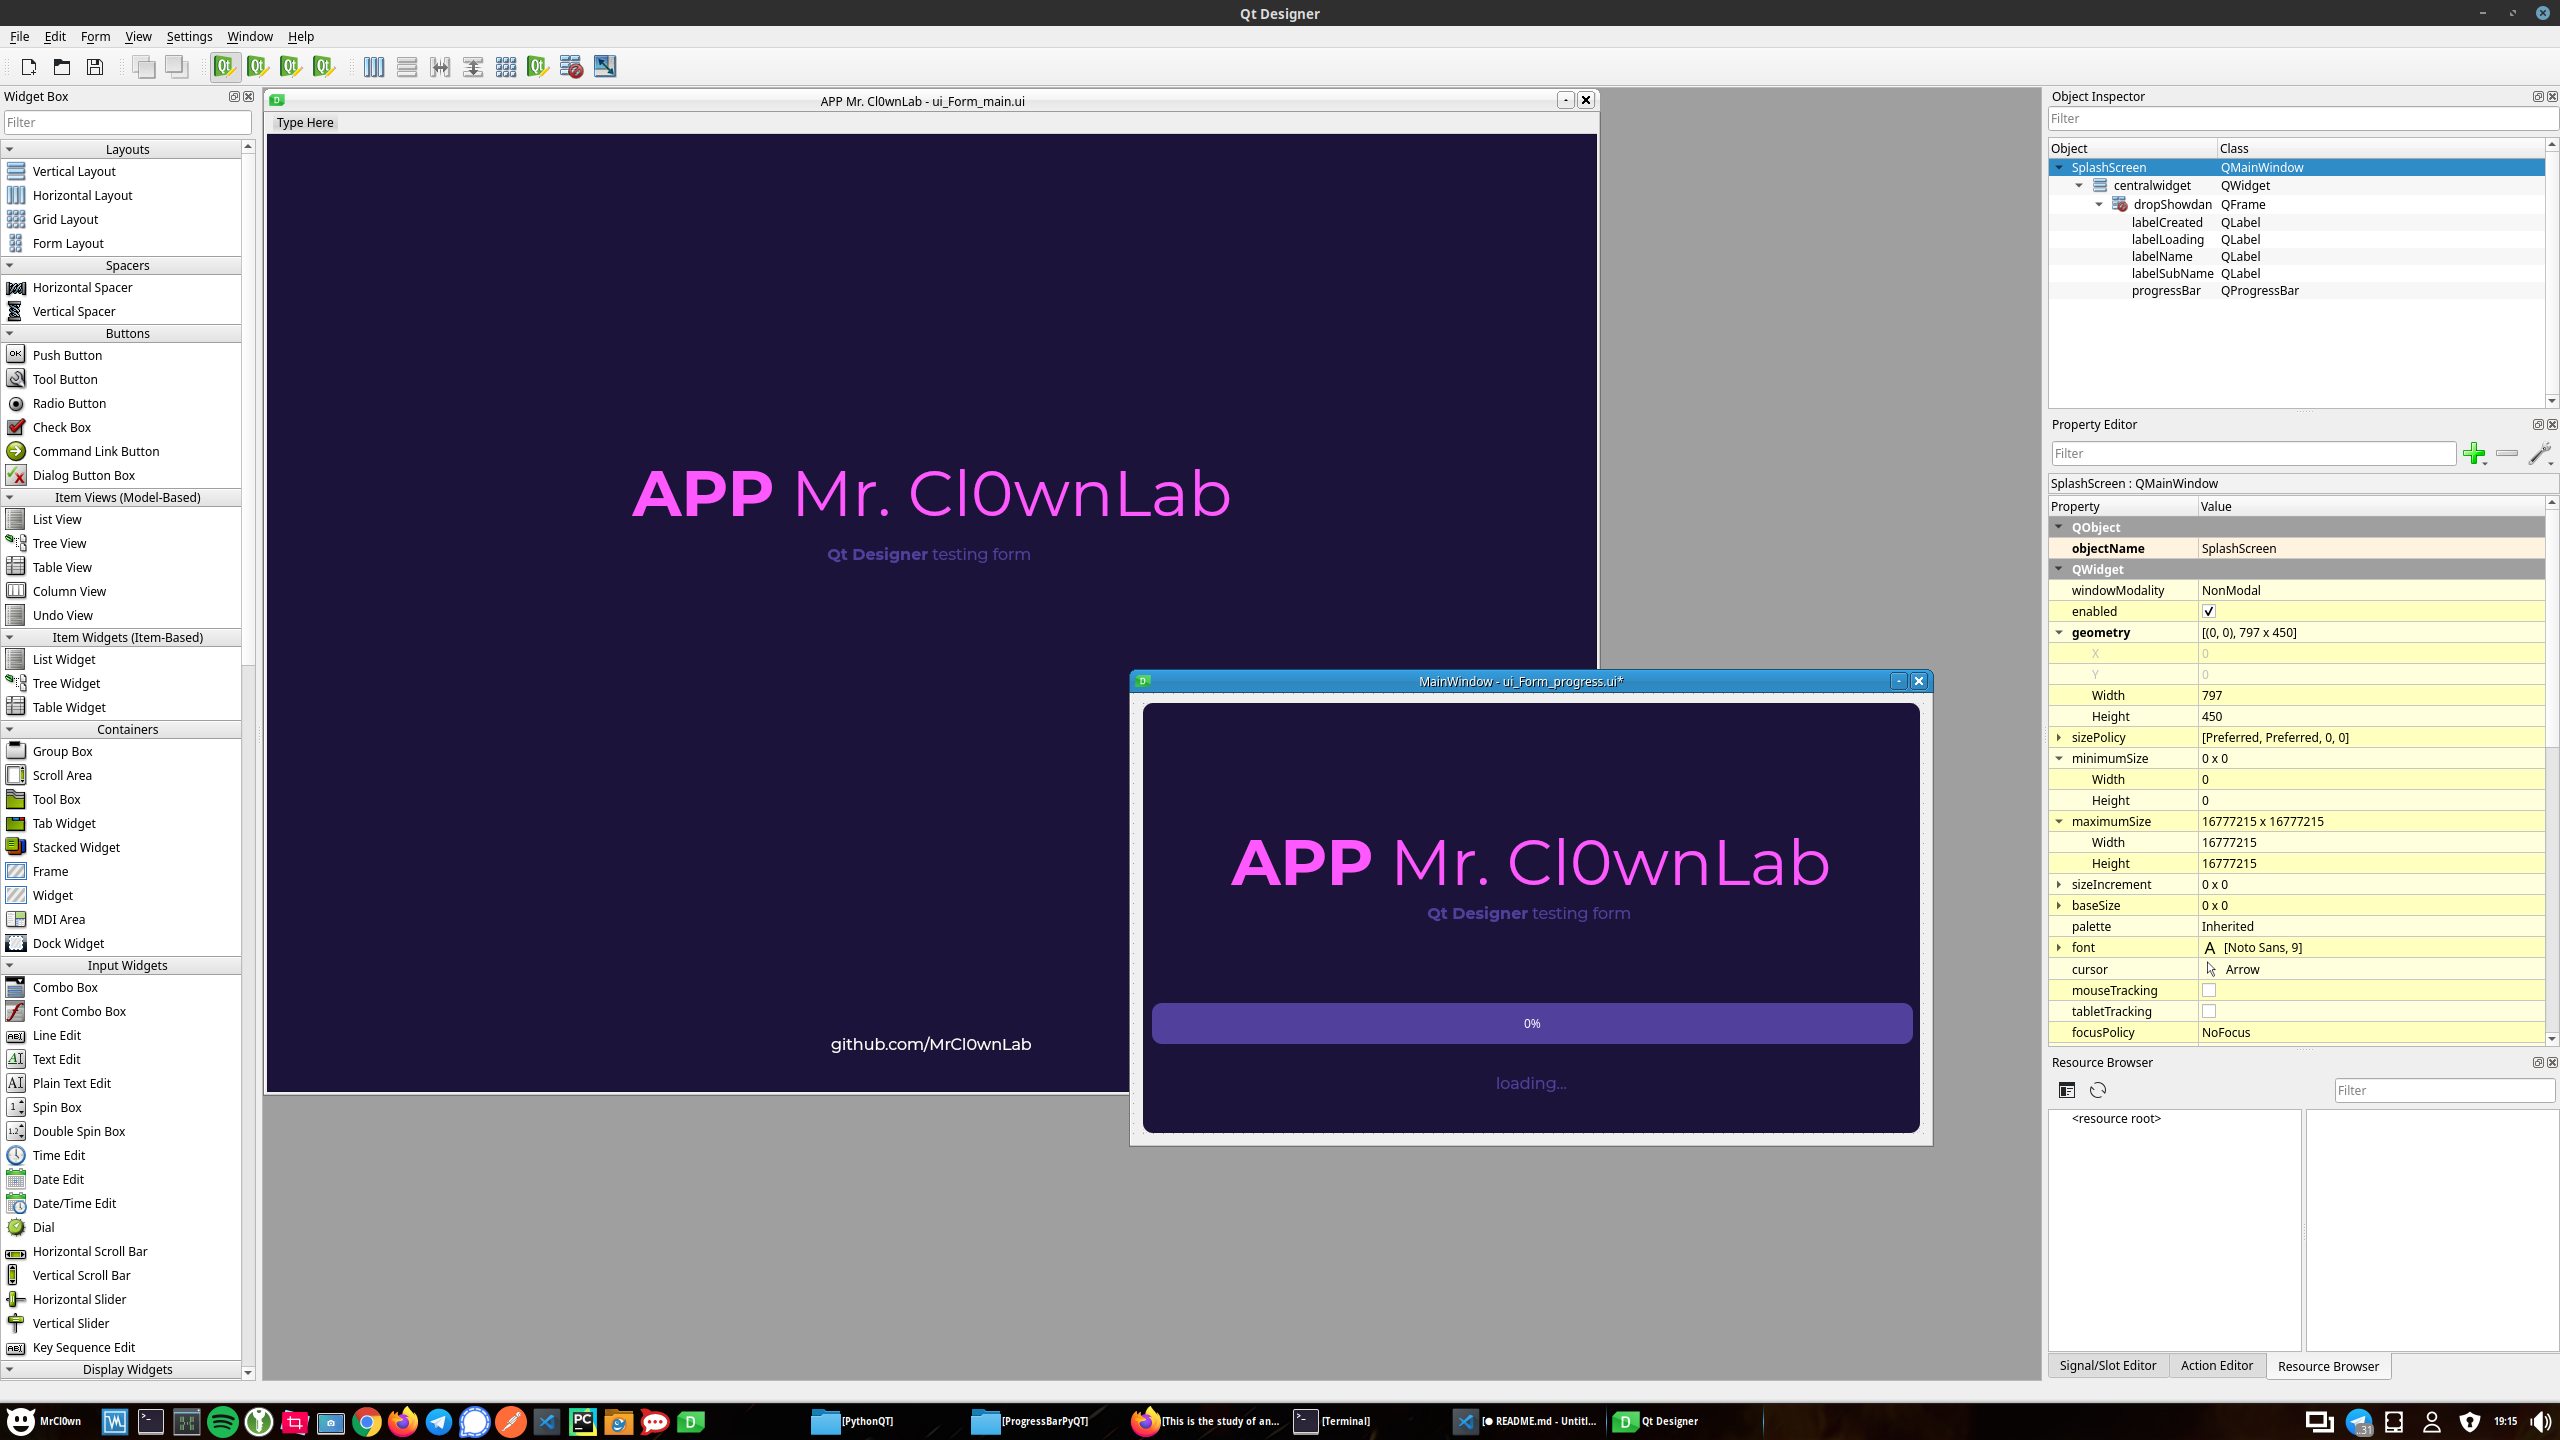 Qt Designer
File Edit Form View Settings Window Help
Widget Box
Filter
Layouts
Vertical Layout
Horizontal Layout
Grid Layout
Form Layout
Spacers
Horizontal Spacer
Vertical Spacer
Buttons
Push Button
Tool Button
Radio Button
Check Box
Command Link Button
Dialog Button Box
Item Views (Model-Based)
List View
Tree View
Table View
Column View
Undo View
Item Widgets (Item-Based)
List Widget
Tree Widget
Table Widget
Containers
Group Box
Scroll Area
Tool Box
Tab Widget
Stacked Widget
Frame
Widget
MDI Area
Dock Widget
Input Widgets
Combo Box
Font Combo Box
Line Edit
Text Edit
Plain Text Edit
Spin Box
Double Spin Box
Time Edit
Date Edit
Date/Time Edit
Dial
Horizontal Scroll Bar
Vertical Scroll Bar
Horizontal Slider
Vertical Slider
Key Sequence Edit
Display Widgets
APP Mr. Cl0wnLab - ui_Form_main.ui
Type Here
APP Mr. Cl0wnLab
Qt Designer testing form
github.com/MrCl0wnLab
MainWindow - ui_Form_progress.ui*
APP Mr. Cl0wnLab
Qt Designer testing form
0%
loading...
Object Inspector
Filter
Object Class
SplashScreen QMainWindow
centralwidget QWidget
dropShowdan QFrame
labelCreated QLabel
labelLoading QLabel
labelName QLabel
labelSubName QLabel
progressBar QProgressBar
Property Editor
Filter
SplashScreen : QMainWindow
Property Value
QObject
objectName SplashScreen
QWidget
windowModality NonModal
enabled
geometry [(0, 0), 797 x 450]
X 0
Y 0
Width 797
Height 450
sizePolicy [Preferred, Preferred, 0, 0]
minimumSize 0 x 0
Width 0
Height 0
maximumSize 16777215 x 16777215
Width 16777215
Height 16777215
sizeIncrement 0 x 0
baseSize 0 x 0
palette Inherited
font A [Noto Sans, 9]
cursor Arrow
mouseTracking
tabletTracking
focusPolicy NoFocus
Resource Browser
Filter
<resource root>
Signal/Slot Editor Action Editor Resource Browser
MrCl0wn [PythonQT] [ProgressBarPyQT] [This is the study of an... [Terminal] [● README.md - Untitl... Qt Designer 19:15